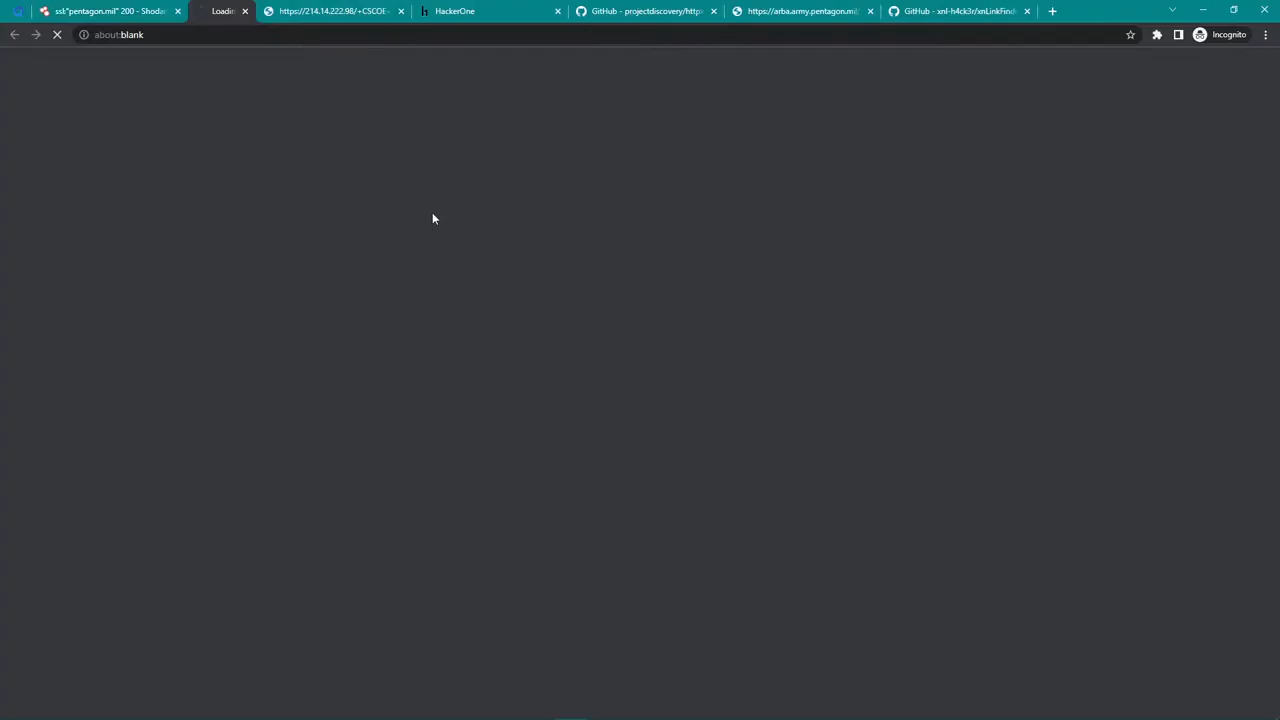 ssl:"pentagon.mil" 200 - Shodan
Loadin
https://214.14.222.98/+CSCOE-
HackerOne
GitHub - projectdiscovery/http
https://arba.army.pentagon.mil/
GitHub - xnl-h4ck3r/xnLinkFind
about:blank
Incognito